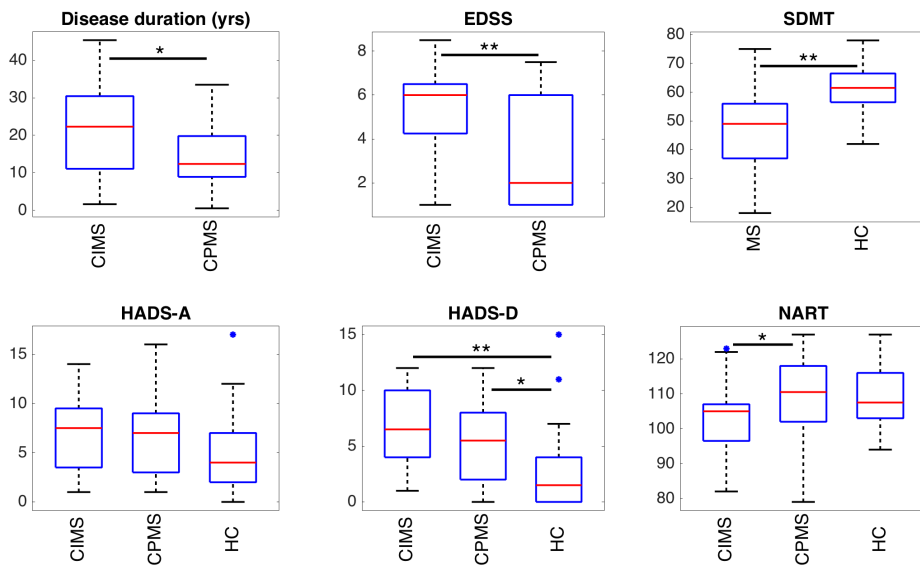 Disease duration (yrs)
40
30
20
10
0
*
CIMS
CPMS
EDSS
8
6
4
2
**
CIMS
CPMS
SDMT
80
70
60
50
40
30
20
**
MS
HC
HADS-A
15
10
5
0
CIMS
CPMS
HC
HADS-D
15
10
5
0
**
*
CIMS
CPMS
HC
NART
120
110
100
90
80
*
CIMS
CPMS
HC